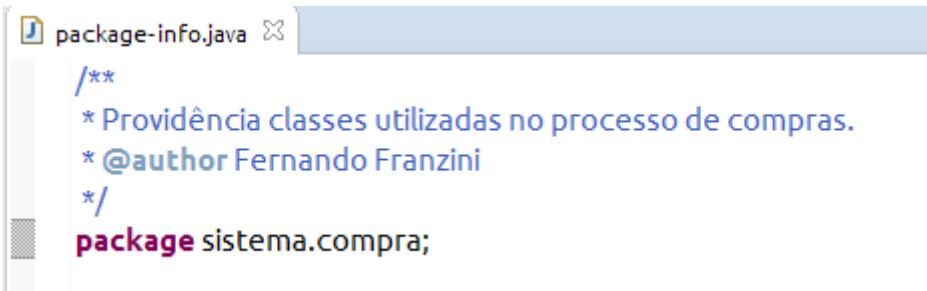 package-info.java
/**
* Providência classes utilizadas no processo de compras.
* @author Fernando Franzini
*/
package sistema.compra;